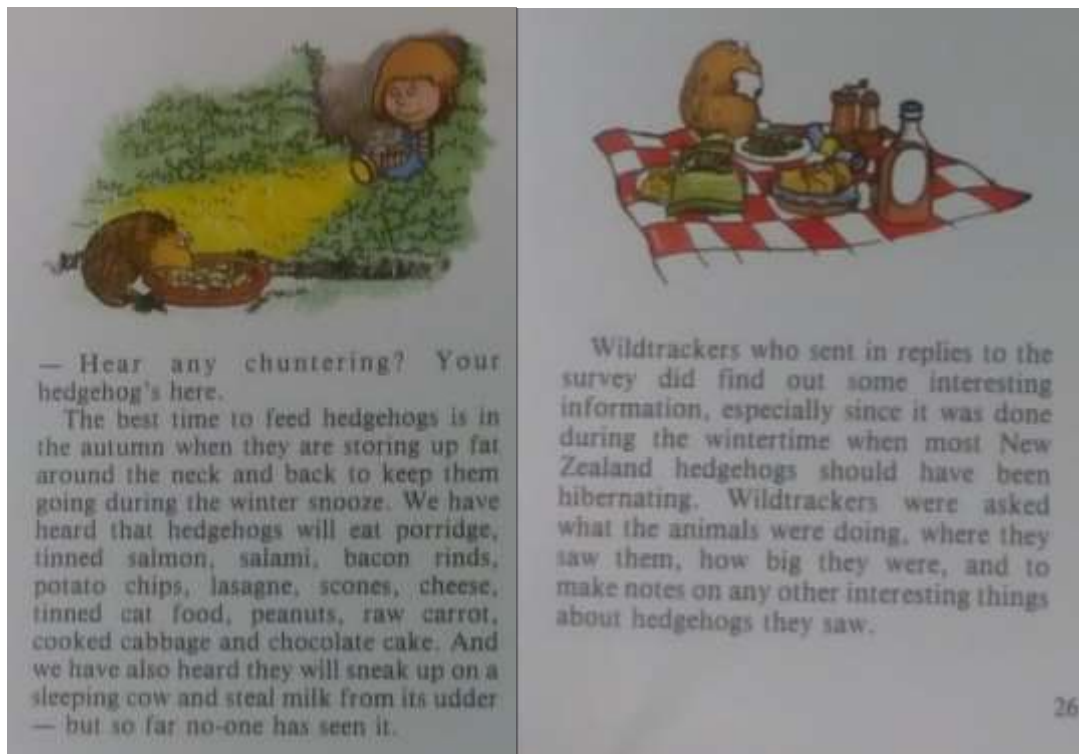 — Hear any chuntering? Your
hedgehog's here.
The best time to feed hedgehogs is in
the autumn when they are storing up fat
around the neck and back to keep them
going during the winter snooze. We have
heard that hedgehogs will eat porridge,
tinned salmon, salami, bacon rinds,
potato chips, lasagne, scones, cheese,
tinned cat food, peanuts, raw carrot,
cooked cabbage and chocolate cake. And
we have also heard they will sneak up on a
sleeping cow and steal milk from its udder
— but so far no-one has seen it.
Wildtrackers who sent in replies to the
survey did find out some interesting
information, especially since it was done
during the wintertime when most New
Zealand hedgehogs should have been
hibernating. Wildtrackers were asked
what the animals were doing, where they
saw them, how big they were, and to
make notes on any other interesting things
about hedgehogs they saw.
26